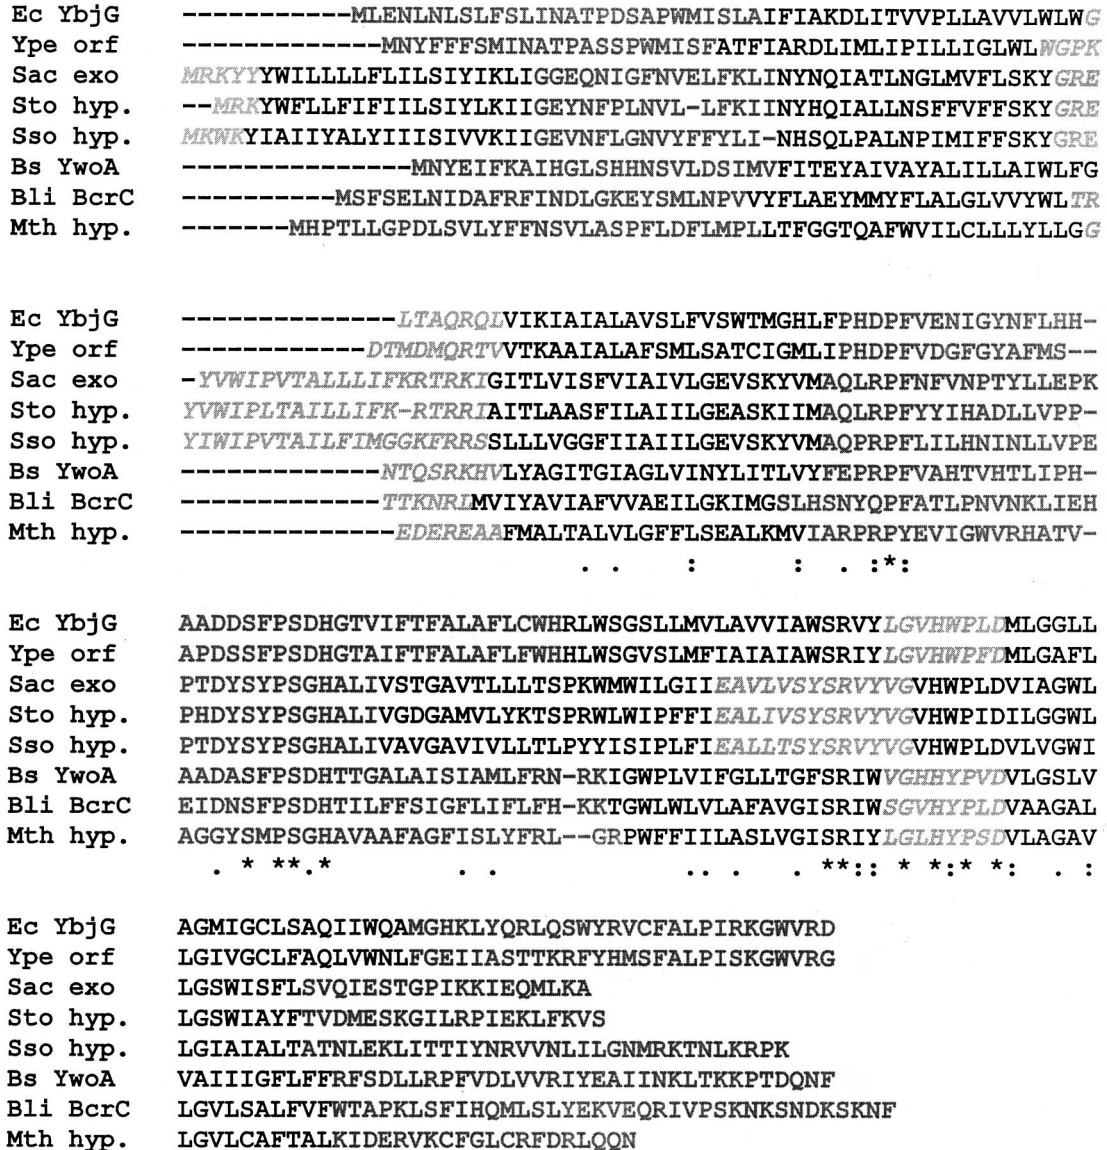 Ec YbjG -----------MLENLNLSLFSLINATPDSAPWMISLAIFIAKDLITVVPLLAVVLWLWG
Ype orf -------------MNYFFFSMINATPASSPWMISFATFIARDLIMLIPILLIGLWLWGPK
Sac exo MRKYYYWILLLLFLILSIYIKLIGGEQNIGFNVELFKLINYNQIATLNGLMVFLSKYGRE
Sto hyp. --MRKYWFLLFIFIILSIYLKIIGEYNFPLNVL-LFKIINYHQIALLNSFFVFFSKYGRE
Sso hyp. MKWKYIAIIYALYIIISIVVKIIGEVNFLGNVYFFYLI-NHSQLPALNPIMIFFSKYGRE
Bs YwoA ---------------MNYEIFKAIHGLSHHNSVLDSIMVFITEYAIVAYALILLAIWLFG
Bli BcrC ----------MSFSELNIDAFRFINDLGKEYSMLNPVVYFLAEYMMYFLALGLVVYWLTR
Mth hyp. -------MHPTLLGPDLSVLYFFNSVLASPFLDFLMPLLTFGGTQAFWVILCLLLYLLGG
Ec YbjG --------------LTAQRQLVIKIAIALAVSLFVSWTMGHLFPHDPFVENIGYNFLHH-
Ype orf ------------DTMDMQRTVVTKAAIALAFSMLSATCIGMLIPHDPFVDGFGYAFMS--
Sac exo -YVWIPVTALLLIFKRTRKIGITLVISFVIAIVLGEVSKYVMAQLRPFNFVNPTYLLEPK
Sto hyp. YVWIPLTAILLIFK-RTRRIAITLAASFILAIILGEASKIIMAQLRPFYYIHADLLVPP-
Sso hyp. YIWIPVTAILFIMGGKFRRSSLLLVGGFIIAIILGEVSKYVMAQPRPFLILHNINLLVPE
Bs YwoA -------------NTQSRKHVLYAGITGIAGLVINYLITLVYFEPRPFVAHTVHTLIPH-
Bli BcrC -------------TTKNRLMVIYAVIAFVVAEILGKIMGSLHSNYQPFATLPNVNKLIEH
Mth hyp. --------------EDEREAAFMALTALVLGFFLSEALKMVIARPRPYEVIGWVRHATV-
. . : : . :*:
Ec YbjG AADDSFPSDHGTVIFTFALAFLCWHRLWSGSLLMVLAVVIAWSRVYLGVHWPLDMLGGLL
Ype orf APDSSFPSDHGTAIFTFALAFLFWHHLWSGVSLMFIAIAIAWSRIYLGVHWPFDMLGAFL
Sac exo PTDYSYPSGHALIVSTGAVTLLLTSPKWMWILGIIEAVLVSYSRVYVGVHWPLDVIAGWL
Sto hyp. PHDYSYPSGHALIVGDGAMVLYKTSPRWLWIPFFIEALIVSYSRVYVGVHWPIDILGGWL
Sso hyp. PTDYSYPSGHALIVAVGAVIVLLTLPYYISIPLFIEALLTSYSRVYVGVHWPLDVLVGWI
Bs YwoA AADASFPSDHTTGALAISIAMLFRN-RKIGWPLVIFGLLTGFSRIWVGHHYPVDVLGSLV
Bli BcrC EIDNSFPSDHTILFFSIGFLIFLFH-KKTGWLWLVLAFAVGISRIWSGVHYPLDVAAGAL
Mth hyp. AGGYSMPSGHAVAAFAGFISLYFRL--GRPWFFIILASLVGISRIYLGLHYPSDVLAGAV
. * **.* . . .. . . **:: * *:* *: . :
Ec YbjG AGMIGCLSAQIIWQAMGHKLYQRLQSWYRVCFALPIRKGWVRD
Ype orf LGIVGCLFAQLVWNLFGEIIASTTKRFYHMSFALPISKGWVRG
Sac exo LGSWISFLSVQIESTGPIKKIEQMLKA
Sto hyp. LGSWIAYFTVDMESKGILRPIEKLFKVS
Sso hyp. LGIAIALTATNLEKLITTIYNRVVNLILGNMRKTNLKRPK
Bs YwoA VAIIIGFLFFRFSDLLRPFVDLVVRIYEAIINKLTKKPTDQNF
Bli BcrC LGVLSALFVFWTAPKLSFIHQMLSLYEKVEQRIVPSKNKSNDKSKNF
Mth hyp. LGVLCAFTALKIDERVKCFGLCRFDRLQQN